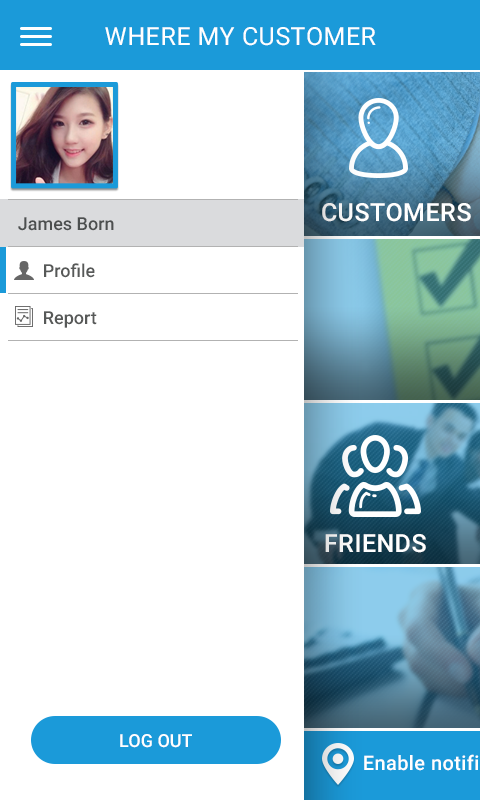 WHERE MY CUSTOMER
CUSTOMERS
James Born
Profile
Report
FRIENDS
LOG OUT
Enable notifi